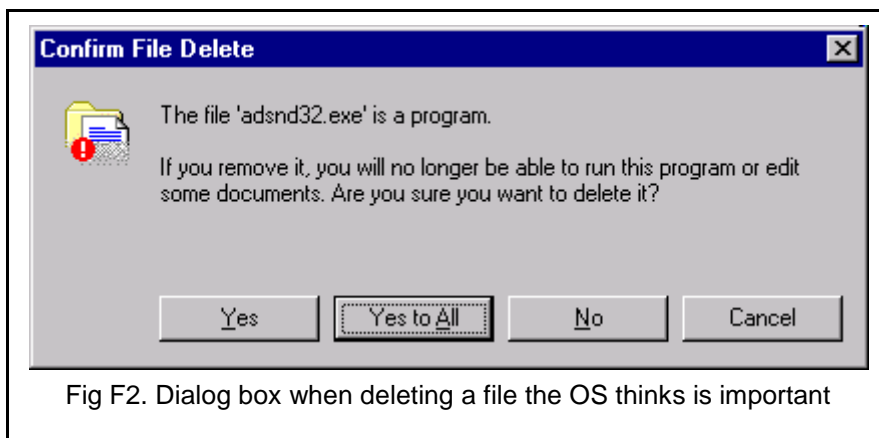 Confirm File Delete
The file 'adsnd32.exe' is a program.
If you remove it, you will no longer be able to run this program or edit
some documents. Are you sure you want to delete it?
Yes Yes to All No Cancel
Fig F2. Dialog box when deleting a file the OS thinks is important